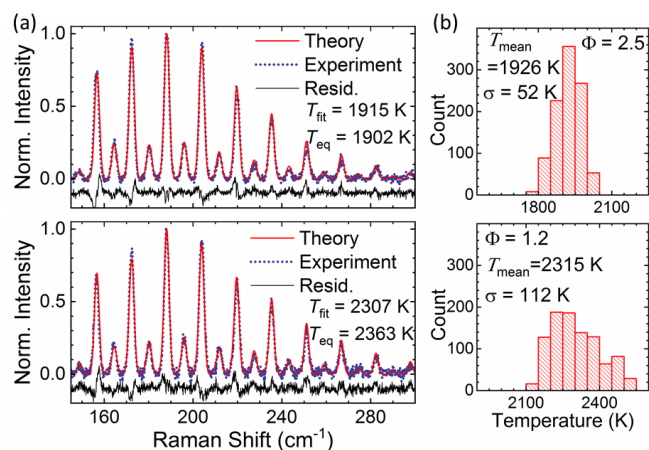 (a)
1.0
0.5
0.0
Norm. Intensity
Theory
Experiment
Resid.
T_fit = 1915 K
T_eq = 1902 K
1.0
0.5
0.0
Norm. Intensity
Theory
Experiment
Resid.
T_fit = 2307 K
T_eq = 2363 K
160 200 240 280
Raman Shift (cm⁻¹)
(b)
300
200
100
0
Count
T_mean
=1926 K
σ = 52 K
Φ = 2.5
1800 2100
400
300
200
100
0
Count
Φ = 1.2
T_mean=2315 K
σ = 112 K
2100 2400
Temperature (K)